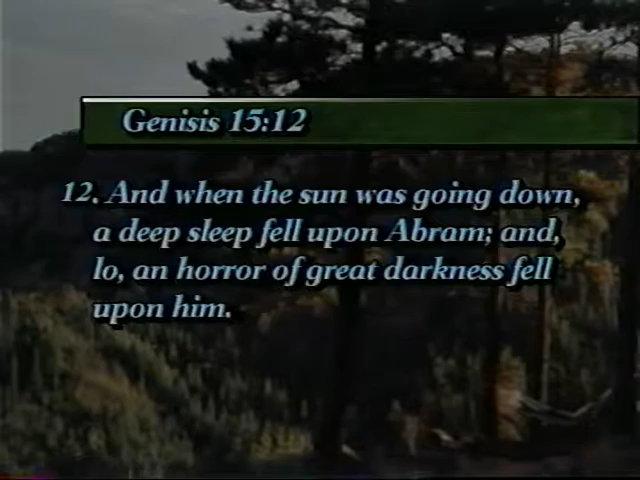 Genisis 15:12
12. And when the sun was going down,
a deep sleep fell upon Abram; and,
lo, an horror of great darkness fell
upon him.